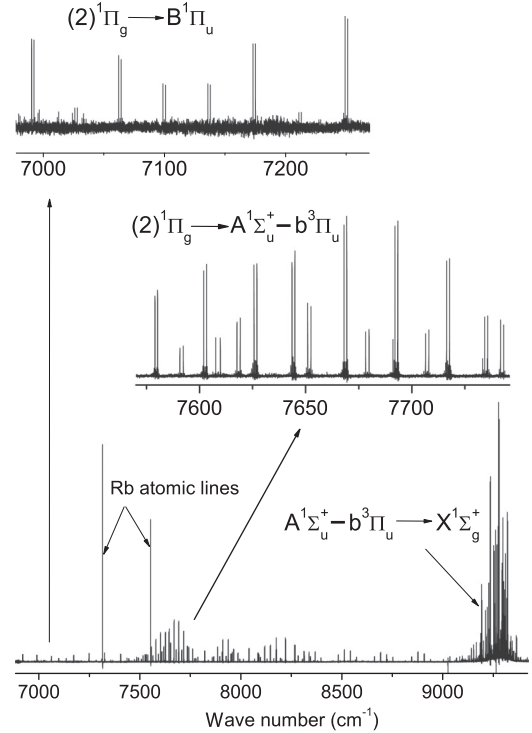 (2)¹Πg → B¹Πu
7000 7100 7200
(2)¹Πg → A¹Σu⁺ – b³Πu
7600 7650 7700
Rb atomic lines
A¹Σu⁺ – b³Πu → X¹Σg⁺
7000 7500 8000 8500 9000
Wave number (cm⁻¹)